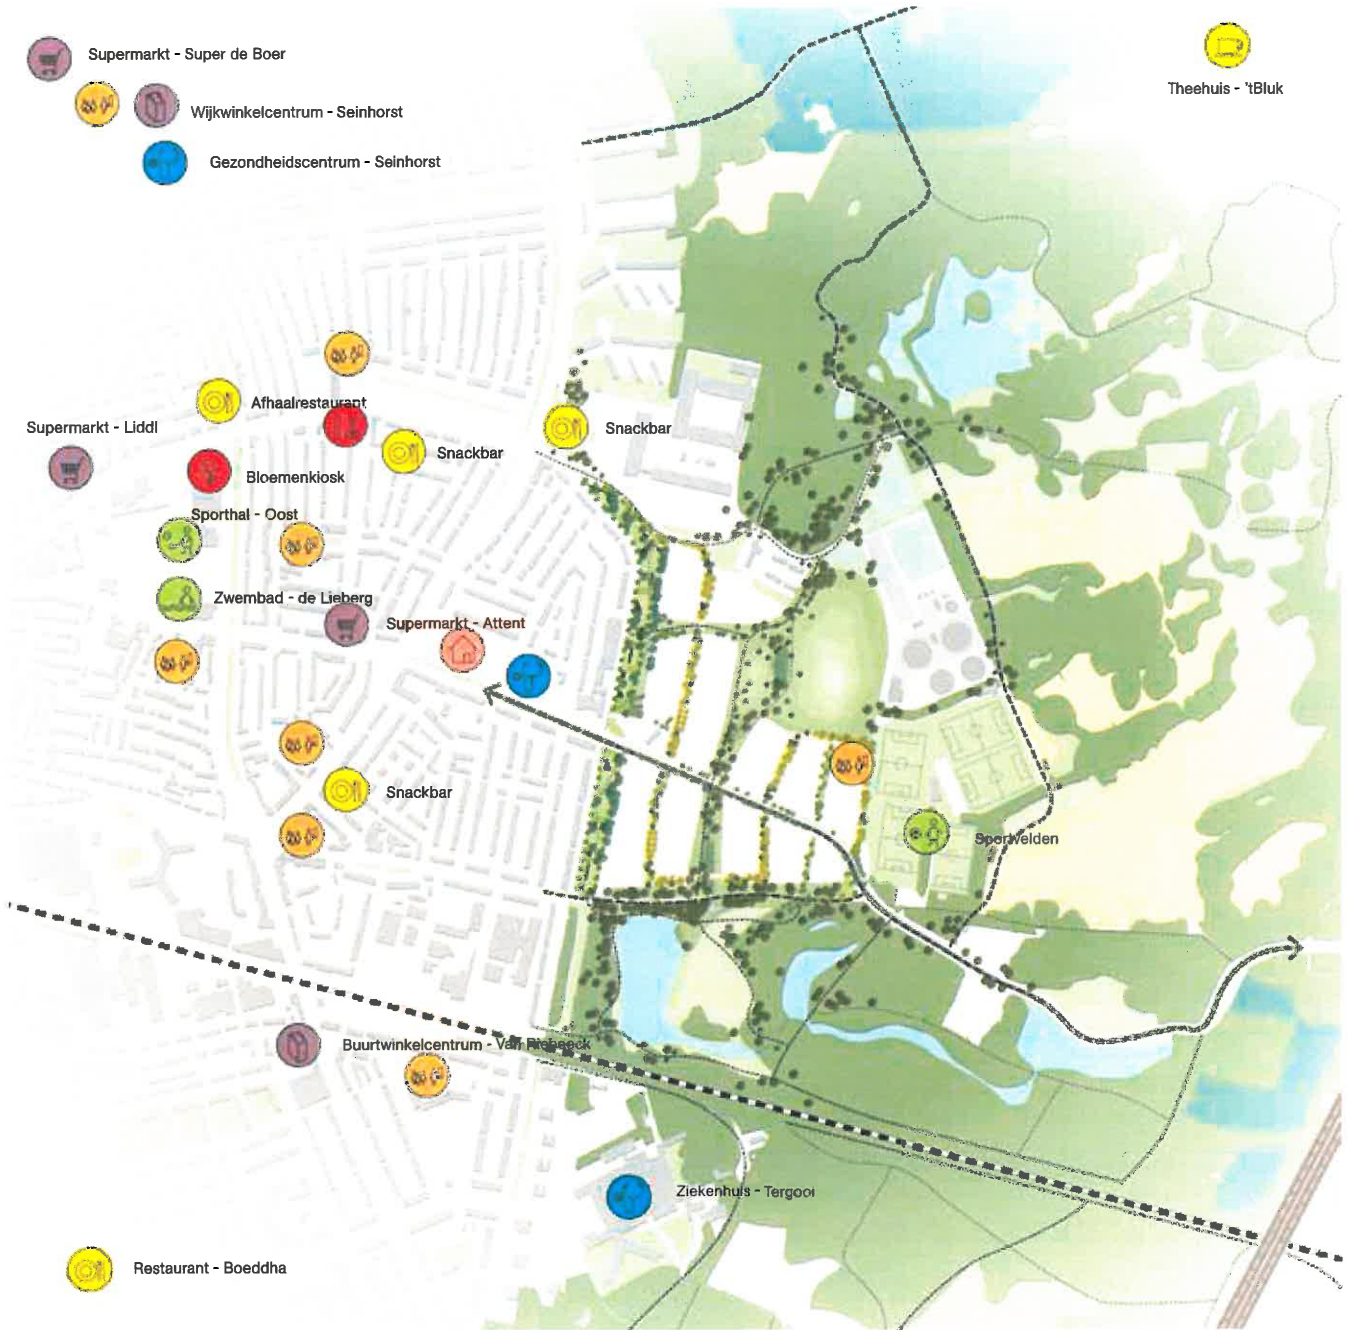 Supermarkt - Super de Boer
Theehuis - 'tBluk
Wijkwinkelcentrum - Seinhorst
Gezondheidscentrum - Seinhorst
Afhaalrestaurant
Supermarkt - Liddl
Snackbar
Snackbar
Bloemenkiosk
Sporthal - Oost
Zwembad - de Lieberg
Supermarkt - Attent
Snackbar
Sportvelden
Buurtwinkelcentrum - Van Riebeeck
Ziekenhuis - Tergooi
Restaurant - Boeddha